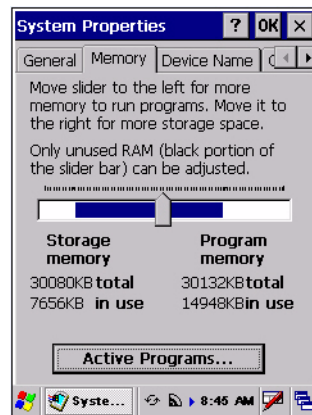 System Properties ? OK ×
General Memory Device Name C
Move slider to the left for more
memory to run programs. Move it to
the right for more storage space.
Only unused RAM (black portion of
the slider bar) can be adjusted.
Storage memory
Program memory
30080KB total
30132KB total
7656KB in use
14948KB in use
Active Programs...
Syste... 8:45 AM